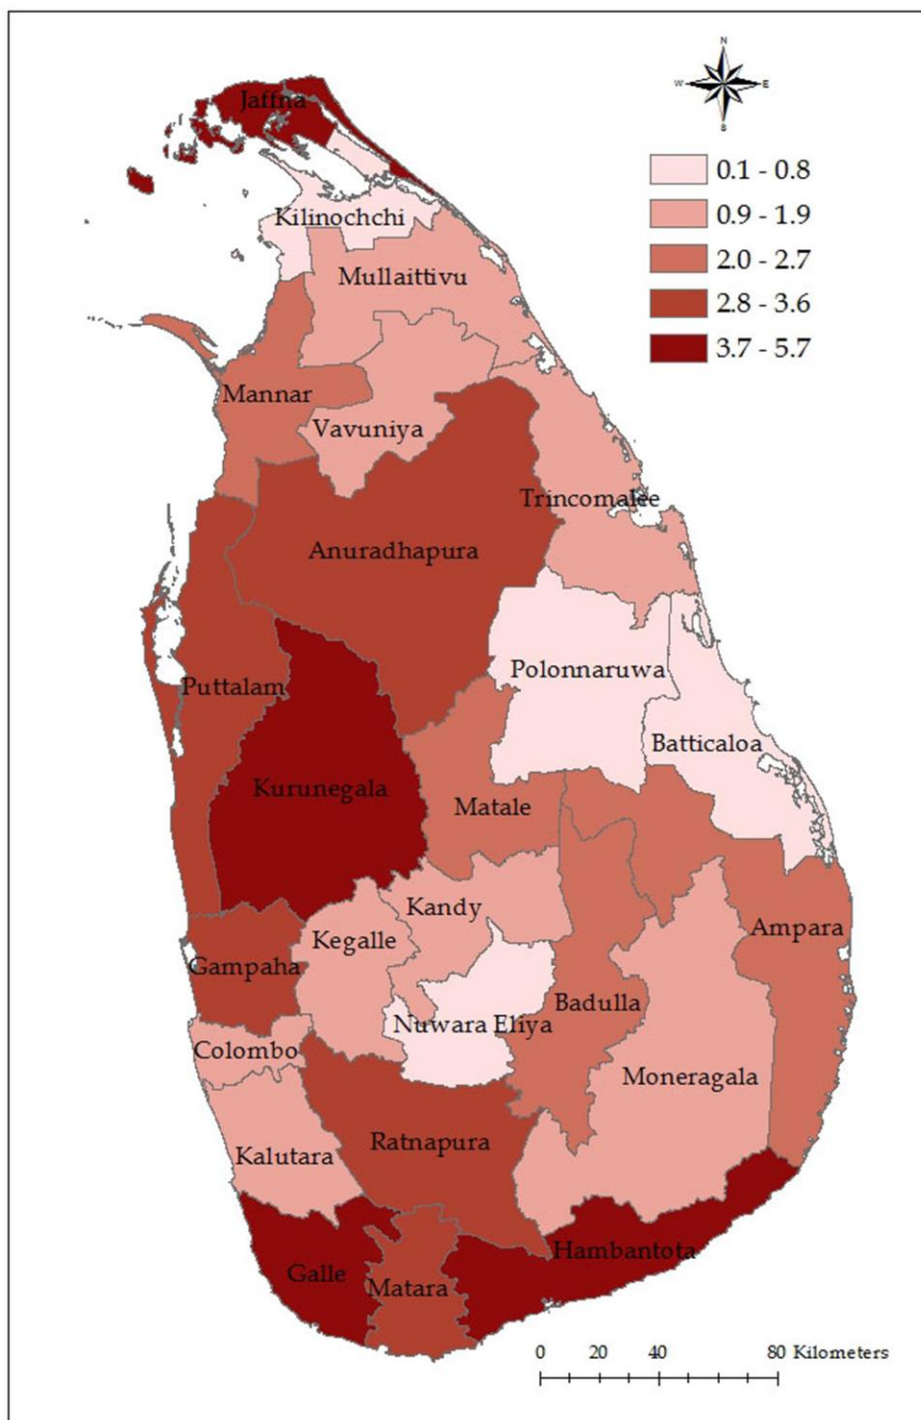 N
W E
S
0.1 - 0.8
0.9 - 1.9
2.0 - 2.7
2.8 - 3.6
3.7 - 5.7
Jaffna
Kilinochchi
Mullaittivu
Mannar
Vavuniya
Trincomalee
Anuradhapura
Polonnaruwa
Puttalam
Batticaloa
Kurunegala
Matale
Kandy
Ampara
Kegalle
Gampaha
Badulla
Nuwara Eliya
Colombo
Moneragala
Ratnapura
Kalutara
Hambantota
Galle
Matara
0 20 40 80 Kilometers